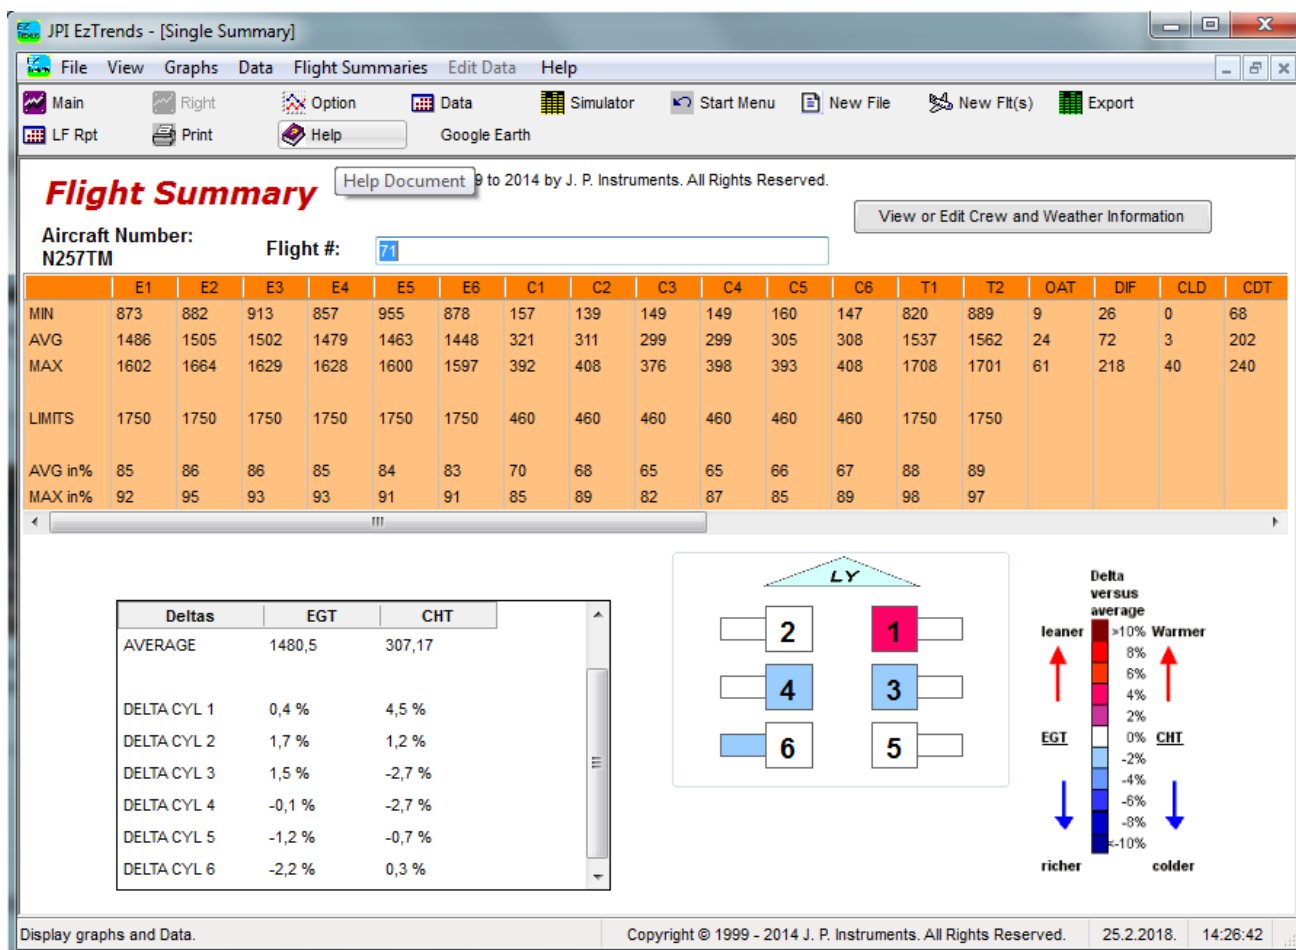 JPI EzTrends - [Single Summary]
File View Graphs Data Flight Summaries Edit Data Help
Main Right Option Data Simulator Start Menu New File New Flt(s) Export
LF Rpt Print Help Google Earth
Flight Summary Help Document 9 to 2014 by J. P. Instruments. All Rights Reserved.
View or Edit Crew and Weather Information
Aircraft Number:
N257TM Flight #: 71
E1 E2 E3 E4 E5 E6 C1 C2 C3 C4 C5 C6 T1 T2 OAT DIF CLD CDT
MIN 873 882 913 857 955 878 157 139 149 149 160 147 820 889 9 26 0 68
AVG 1486 1505 1502 1479 1463 1448 321 311 299 299 305 308 1537 1562 24 72 3 202
MAX 1602 1664 1629 1628 1600 1597 392 408 376 398 393 408 1708 1701 61 218 40 240
LIMITS 1750 1750 1750 1750 1750 1750 460 460 460 460 460 460 1750 1750
AVG in% 85 86 86 85 84 83 70 68 65 65 66 67 88 89
MAX in% 92 95 93 93 91 91 85 89 82 87 85 89 98 97
Deltas EGT CHT
AVERAGE 1480,5 307,17
DELTA CYL 1 0,4 % 4,5 %
DELTA CYL 2 1,7 % 1,2 %
DELTA CYL 3 1,5 % -2,7 %
DELTA CYL 4 -0,1 % -2,7 %
DELTA CYL 5 -1,2 % -0,7 %
DELTA CYL 6 -2,2 % 0,3 %
LY
2 1
4 3
6 5
Delta
versus
average
leaner >10% Warmer
8%
6%
4%
2%
EGT 0% CHT
-2%
-4%
-6%
-8%
<-10%
richer colder
Display graphs and Data. Copyright © 1999 - 2014 J. P. Instruments. All Rights Reserved. 25.2.2018. 14:26:42